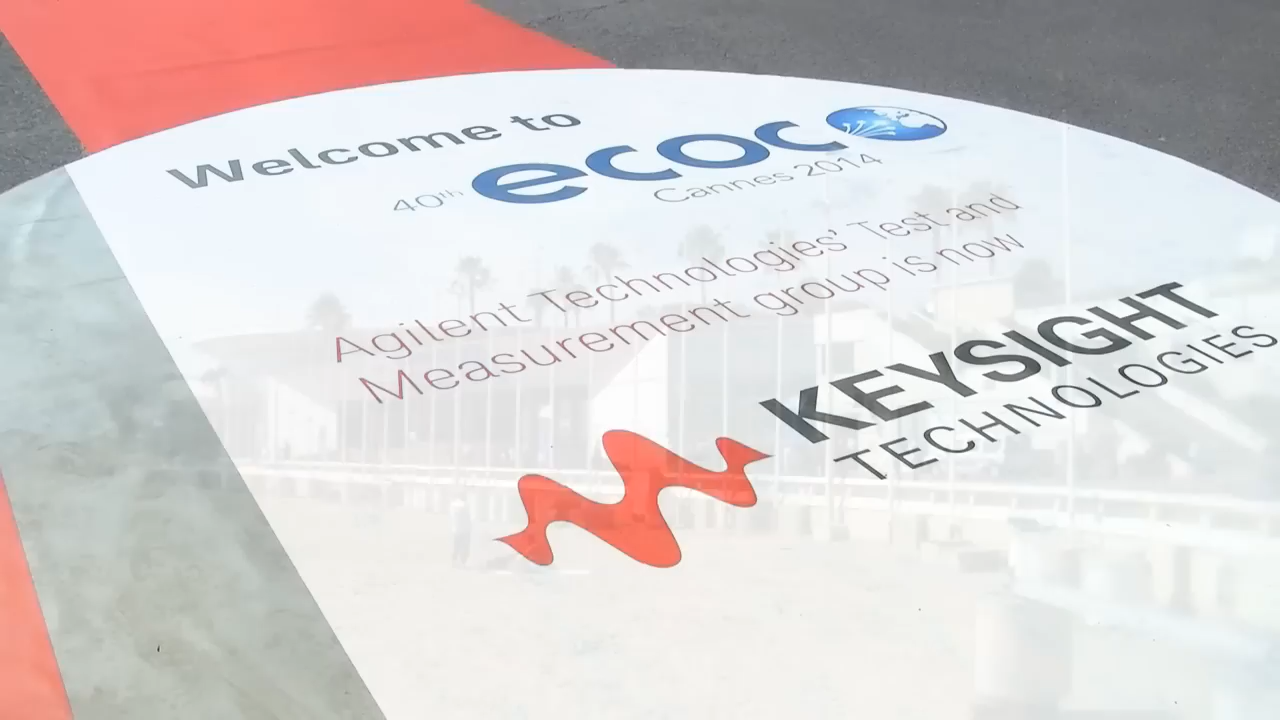 Welcome to
40th ecoc
Cannes 2014
Agilent Technologies' Test and
Measurement group is now
KEYSIGHT
TECHNOLOGIES